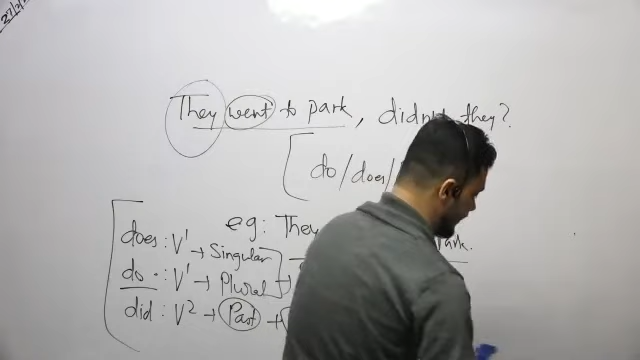 They went to park, didn't they?
do/does/
eg: They Park.
does: V' → Singular
do : V' → Plural →
did: V² → Past +